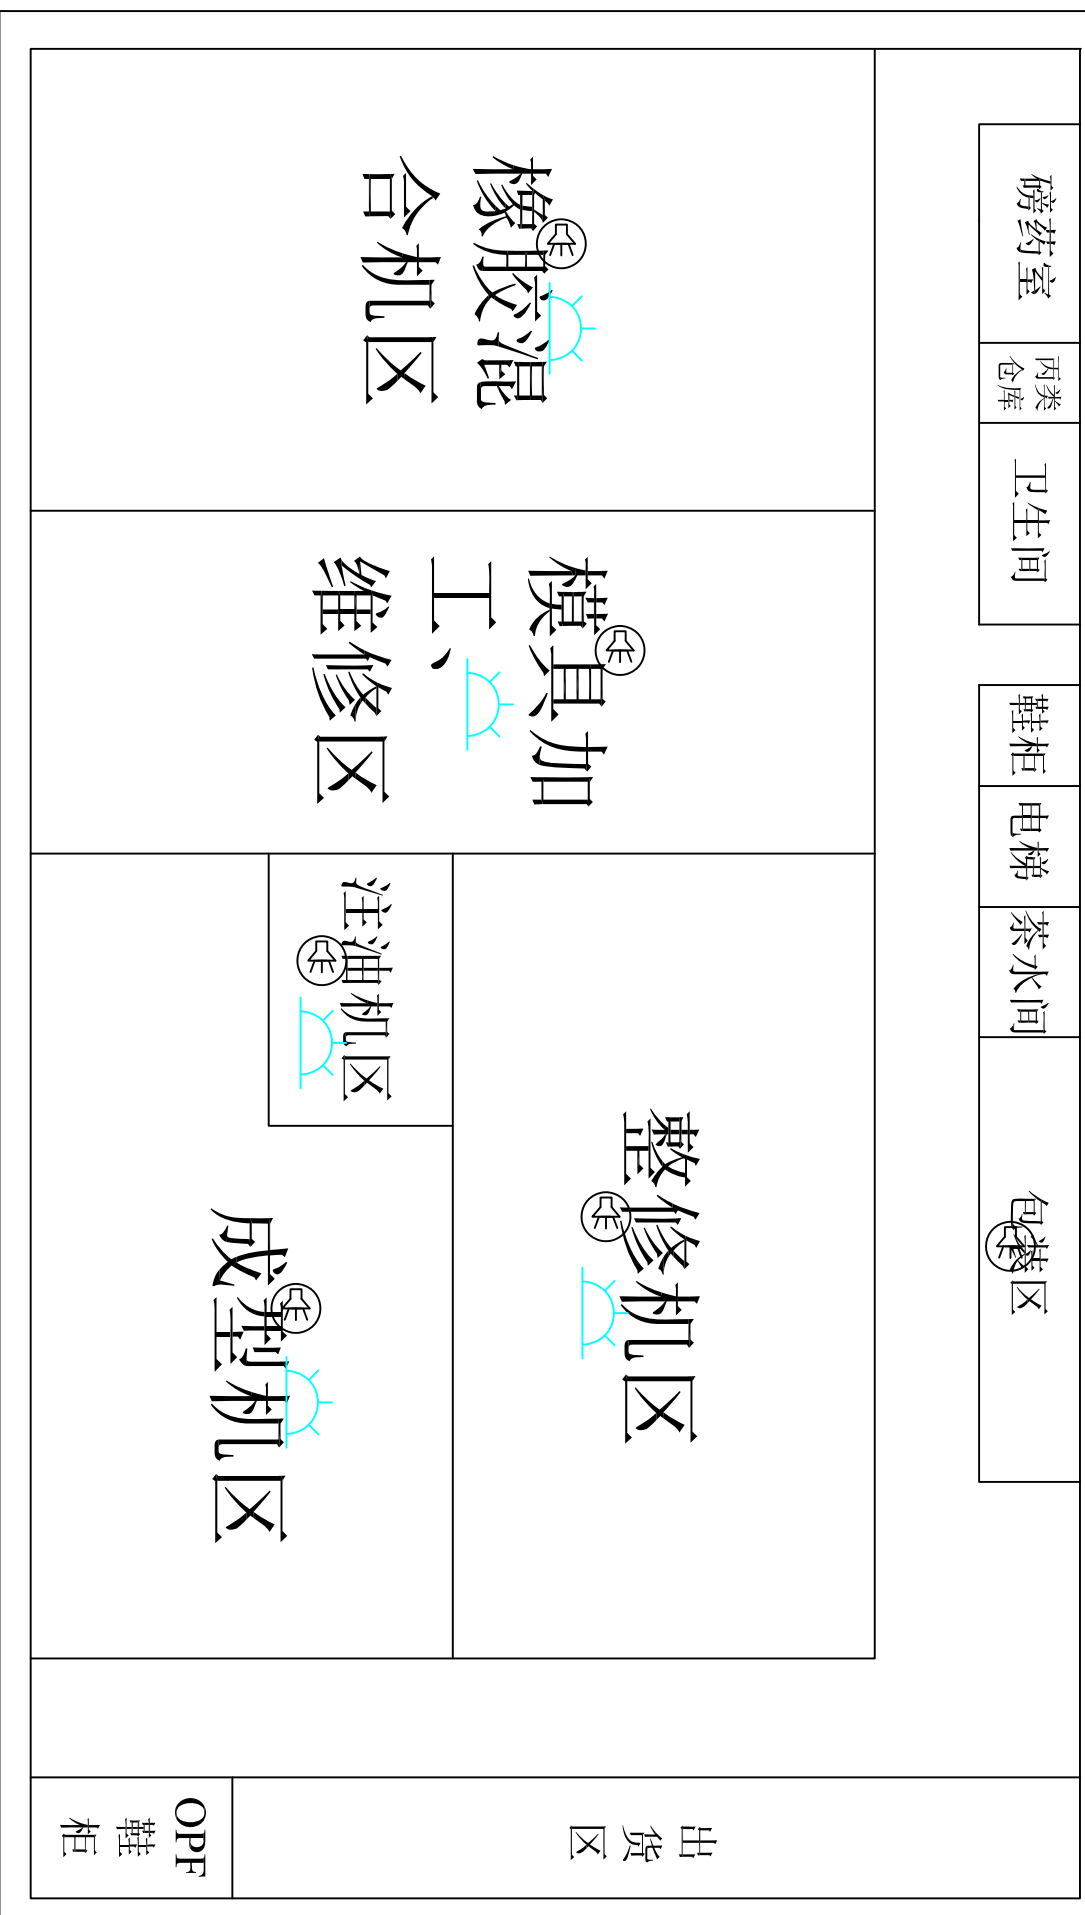 磅药室
丙类
仓库
卫生间
鞋柜
电梯
茶水间
包装区
橡胶混
合机区
模具加
工、
维修区
注油机区
整修机区
成型机区
出货
区
OPF
鞋
柜